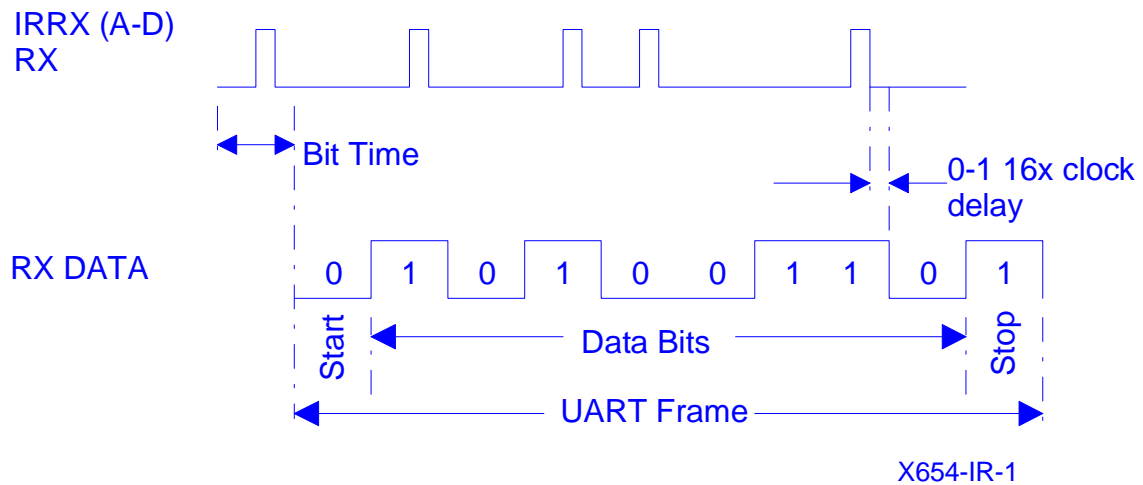 IRRX (A-D)
RX
Bit Time
0-1 16x clock
delay
RX DATA
0 1 0 1 0 0 1 1 0 1
Start
Data Bits
Stop
UART Frame
X654-IR-1